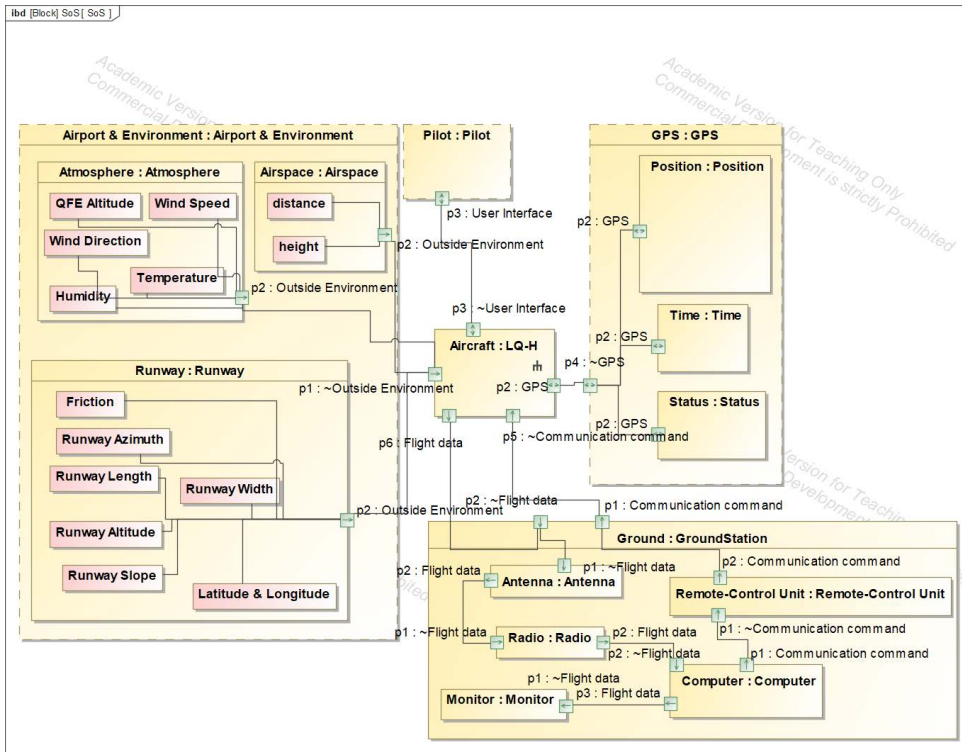 ibd [Block] SoS[ SoS ]
Academic Version for Teaching Only
Commercial Development is strictly Prohibited
Airport & Environment : Airport & Environment
Atmosphere : Atmosphere
QFE Altitude
Wind Speed
Wind Direction
Temperature
Humidity
p2 : Outside Environment
Airspace : Airspace
distance
height
p2 : Outside Environment
Runway : Runway
Friction
Runway Azimuth
Runway Length
Runway Width
Runway Altitude
Runway Slope
Latitude & Longitude
p2 : Outside Environment
Pilot : Pilot
p3 : User Interface
p3 : ~User Interface
Aircraft : LQ-H
p1 : ~Outside Environment
p2 : GPS
p4 : ~GPS
p6 : Flight data
p5 : ~Communication command
GPS : GPS
Position : Position
p2 : GPS
Time : Time
p2 : GPS
Status : Status
p2 : GPS
p2 : ~Flight data
p1 : Communication command
Ground : GroundStation
p1 : ~Flight data
p2 : Flight data
Antenna : Antenna
p2 : Communication command
Remote-Control Unit : Remote-Control Unit
p1 : ~Communication command
p1 : ~Flight data
Radio : Radio
p2 : Flight data
p2 : ~Flight data
p1 : Communication command
Computer : Computer
p1 : ~Flight data
p3 : Flight data
Monitor : Monitor